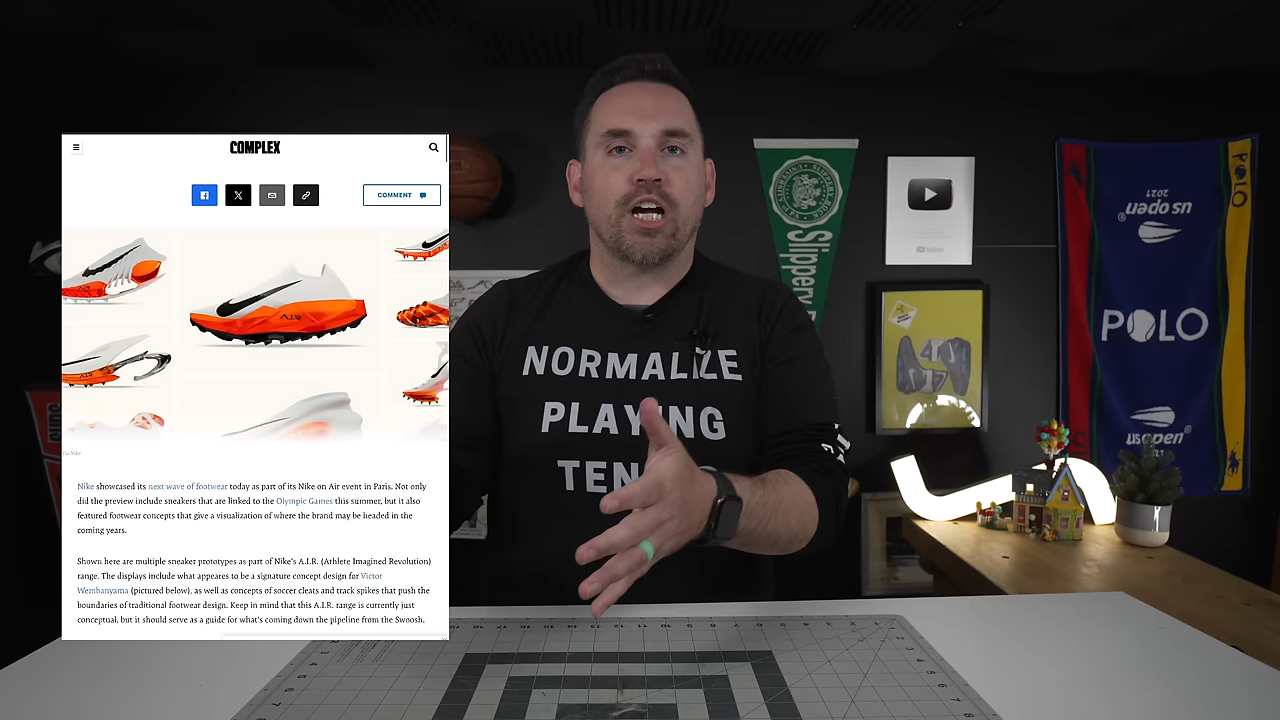 COMPLEX
COMMENT
A.I.R
Via Nike
Nike showcased its next wave of footwear today as part of its Nike on Air event in Paris. Not only
did the preview include sneakers that are linked to the Olympic Games this summer, but it also
featured footwear concepts that give a visualization of where the brand may be headed in the
coming years.
Shown here are multiple sneaker prototypes as part of Nike's A.I.R. (Athlete Imagined Revolution)
range. The displays include what appeares to be a signature concept design for Victor
Wembanyama (pictured below), as well as concepts of soccer cleats and track spikes that push the
boundaries of traditional footwear design. Keep in mind that this A.I.R. range is currently just
conceptual, but it should serve as a guide for what's coming down the pipeline from the Swoosh.
NORMALIZE
PLAYING
TEN
Slippery
YouTube
POLO
2021
us open
POLO
usopen